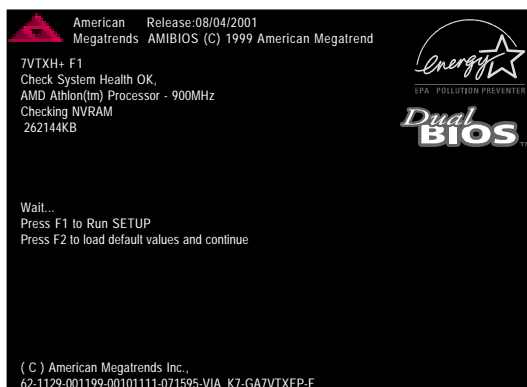 American Release:08/04/2001
Megatrends AMIBIOS (C) 1999 American Megatrend
energy
EPA POLLUTION PREVENTER
7VTXH+ F1
Check System Health OK,
AMD Athlon(tm) Processor - 900MHz
Checking NVRAM
262144KB
Dual
BIOS TM
Wait...
Press F1 to Run SETUP
Press F2 to load default values and continue
( C ) American Megatrends Inc.,
62-1129-001199-00101111-071595-VIA_K7-GA7VTXEP-F